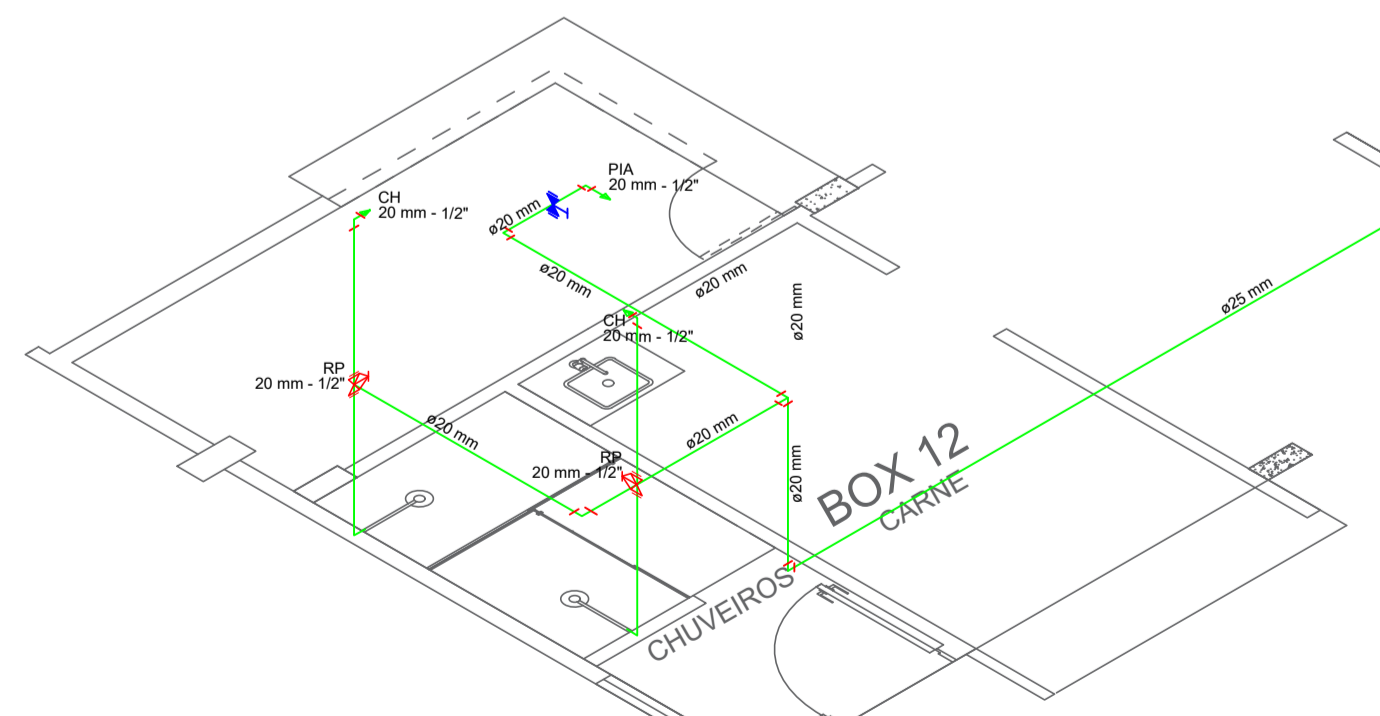 PIA
20 mm - 1/2"
CH
20 mm - 1/2"
ø20 mm
ø20 mm
ø20 mm
ø20 mm
ø25 mm
CH
20 mm - 1/2"
RP
20 mm - 1/2"
ø20 mm
ø20 mm
RP
20 mm - 1/2"
ø20 mm
BOX 12
CARNE
CHUVEIROS